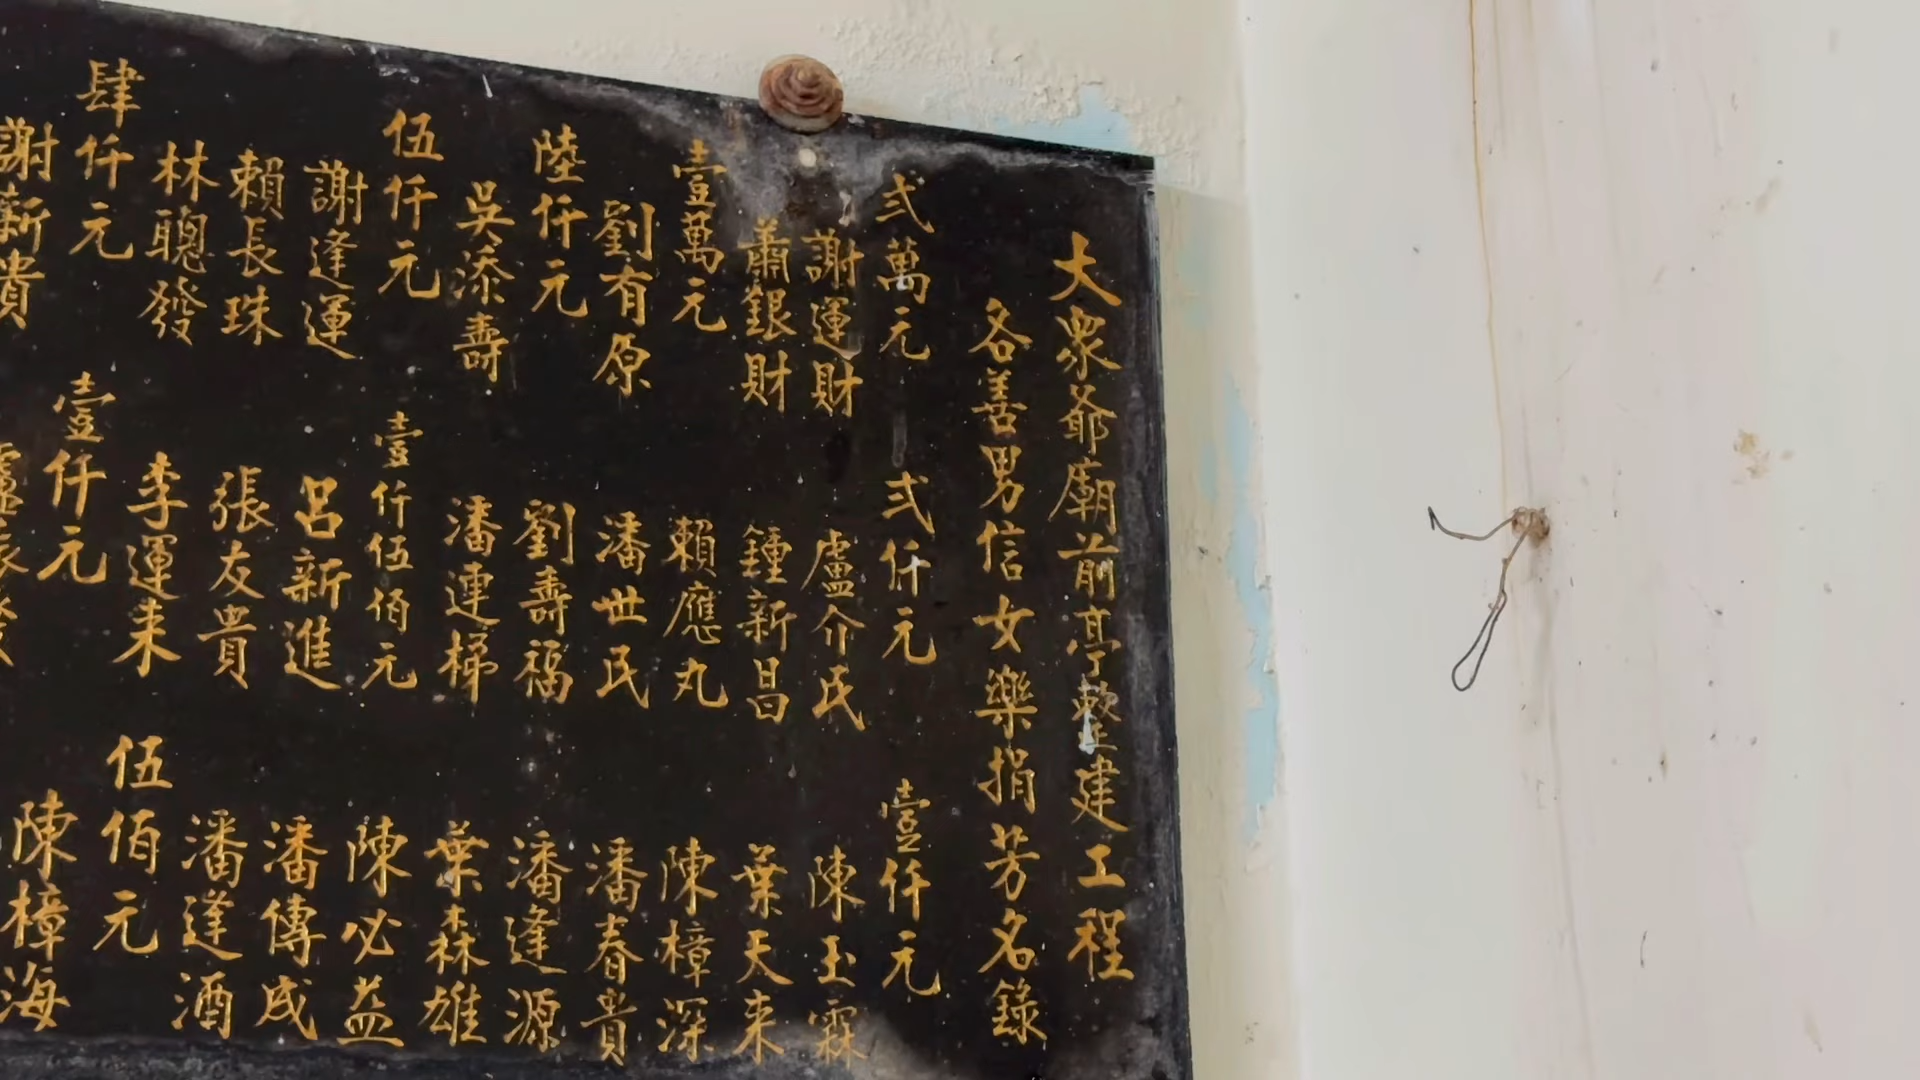 大眾爺廟前亭整建工程
各善男信女樂捐芳名錄
弍萬元
謝運財
蕭銀財
壹萬元
劉有原
陸仟元
吳添壽
伍仟元
謝逢運
賴長珠
林聰發
肆仟元
謝新貴
弍仟元
盧介氏
鍾新昌
賴應丸
潘世民
劉壽福
潘連梯
壹仟伍佰元
呂新進
張友貴
李運来
壹仟元
壹仟元
陳玉霖
葉天来
陳樟深
潘春貴
潘逢源
葉森雄
陳必益
潘傳成
潘逢酒
伍佰元
陳樟海